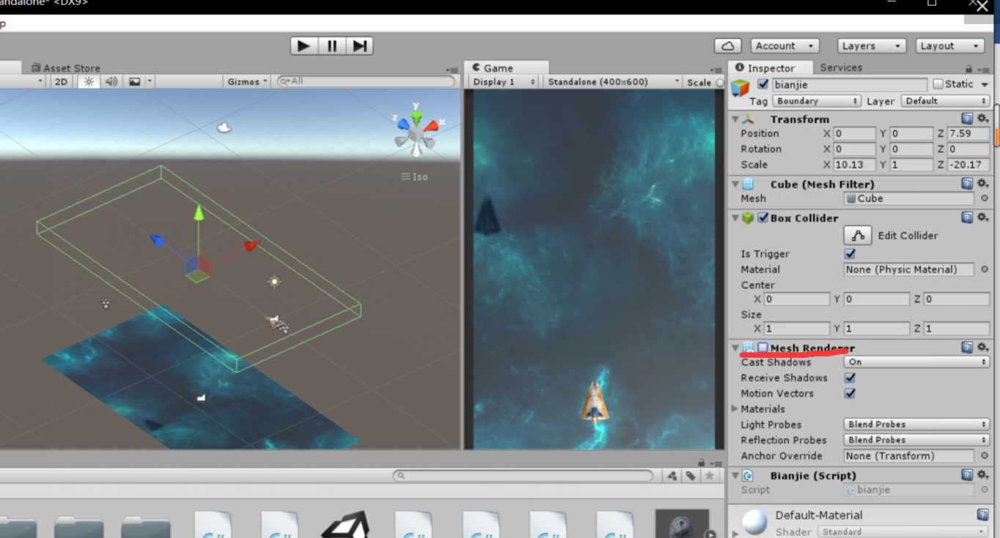 andalone* <DX9>
p
Account
Layers
Layout
Asset Store
Game
Inspector
Services
2D
Gizmos
All
Display 1
Standalone (400x600)
Scale
bianjie
Static
Tag Boundary Layer Default
Transform
Position X 0 Y 0 Z 7.59
Rotation X 0 Y 0 Z 0
Scale X 10.13 Y 1 Z -20.17
y
z
x
Iso
Cube (Mesh Filter)
Mesh Cube
Box Collider
Edit Collider
Is Trigger
Material None (Physic Material)
Center
X 0 Y 0 Z 0
Size
X 1 Y 1 Z 1
Mesh Renderer
Cast Shadows On
Receive Shadows
Motion Vectors
Materials
Light Probes Blend Probes
Reflection Probes Blend Probes
Anchor Override None (Transform)
Bianjie (Script)
Script bianjie
Default-Material
Shader Standard